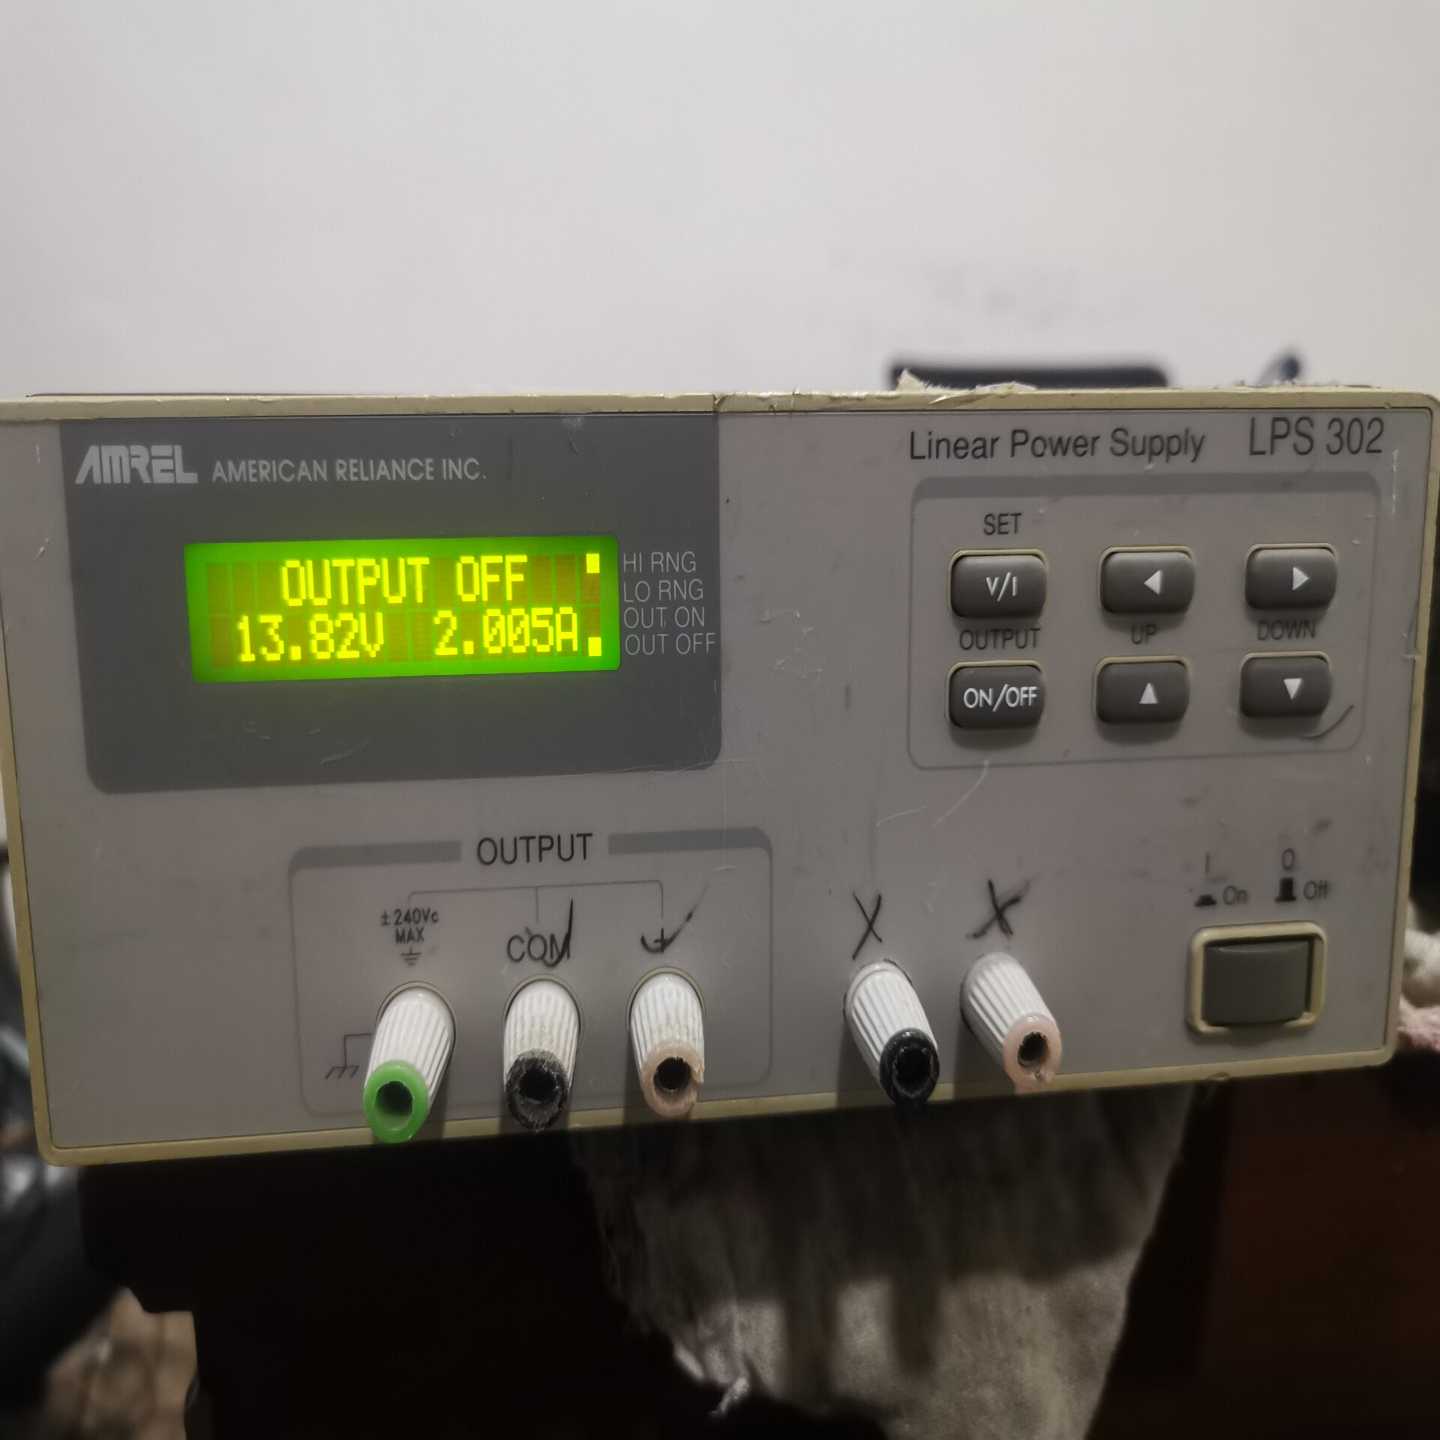 AMREL AMERICAN RELIANCE INC.
OUTPUT OFF
13.82V 2.005A
HI RNG
LO RNG
OUT ON
OUT OFF
Linear Power Supply LPS 302
SET
V/I
OUTPUT UP DOWN
ON/OFF
OUTPUT
±240Vc
MAX
COM
+
X X
I O
On Off